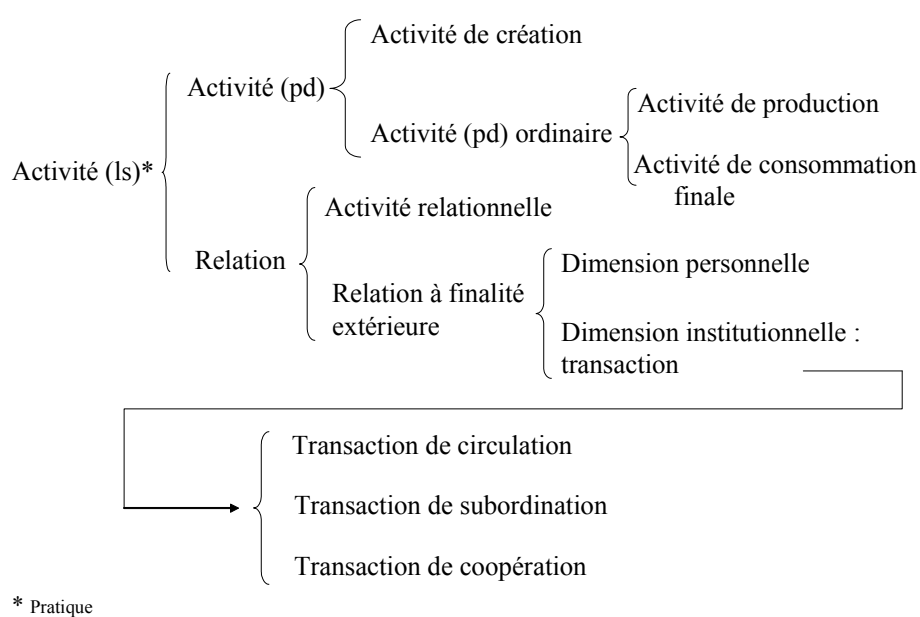 Activité de création
Activité (pd)
Activité de production
Activité (pd) ordinaire
Activité (ls)*
Activité de consommation
finale
Activité relationnelle
Relation
Dimension personnelle
Relation à finalité
extérieure
Dimension institutionnelle :
transaction
Transaction de circulation
Transaction de subordination
Transaction de coopération
* Pratique